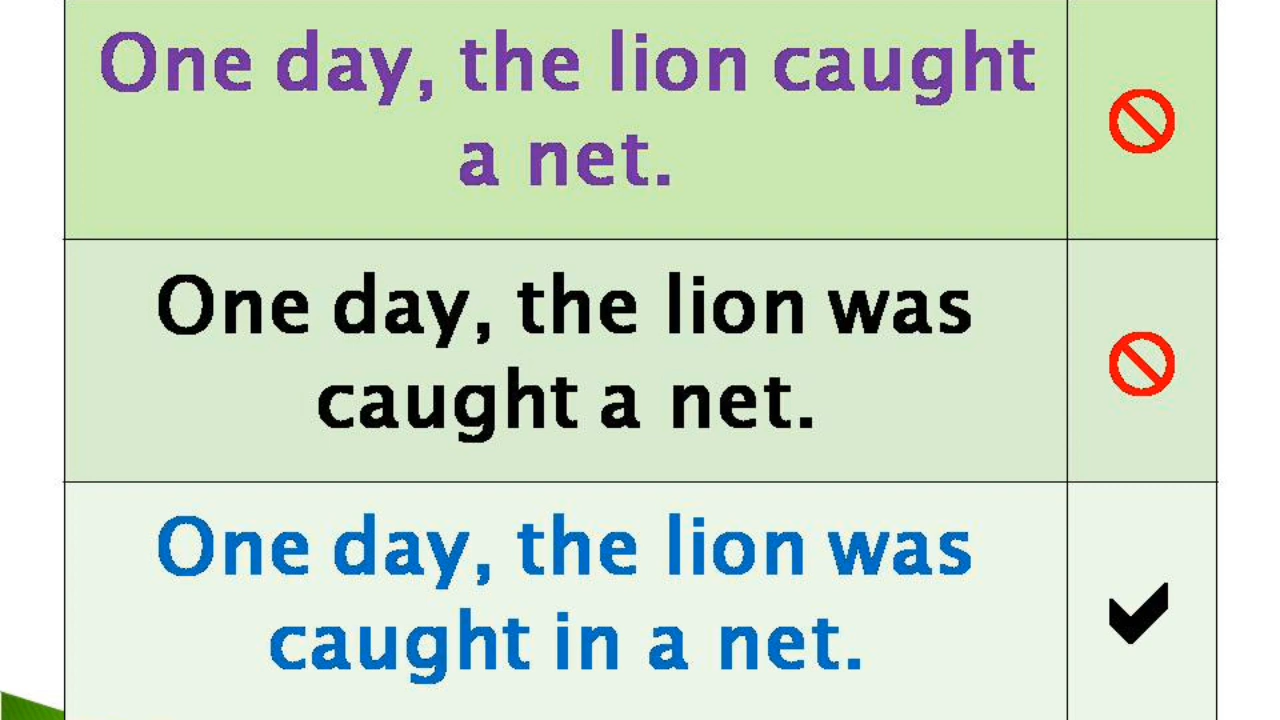 One day, the lion caught
a net.
One day, the lion was
caught a net.
One day, the lion was
caught in a net.